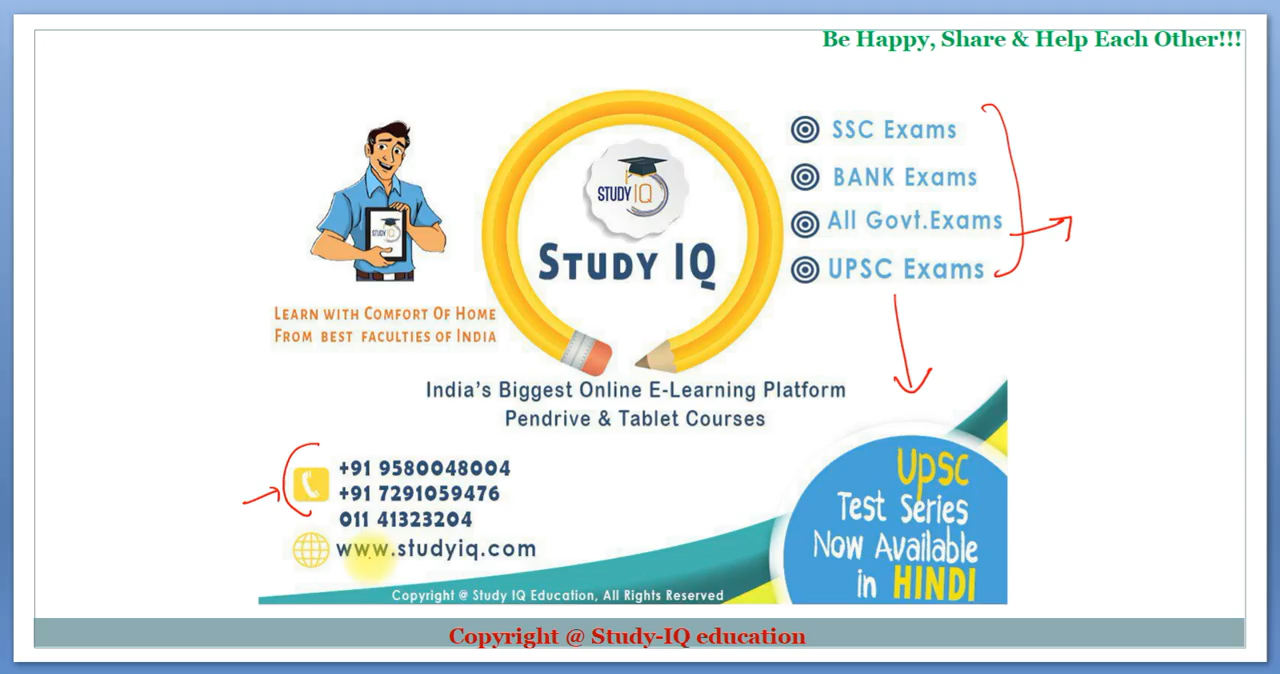 Be Happy, Share & Help Each Other!!!
STUDY IQ
STUDY IQ
STUDY IQ
SSC Exams
BANK Exams
All Govt.Exams
UPSC Exams
LEARN WITH COMFORT OF HOME
FROM BEST FACULTIES OF INDIA
India's Biggest Online E-Learning Platform
Pendrive & Tablet Courses
+91 9580048004
+91 7291059476
011 41323204
www.studyiq.com
UPSC
Test Series
Now Available
in HINDI
Copyright @ Study IQ Education, All Rights Reserved
Copyright @ Study-IQ education